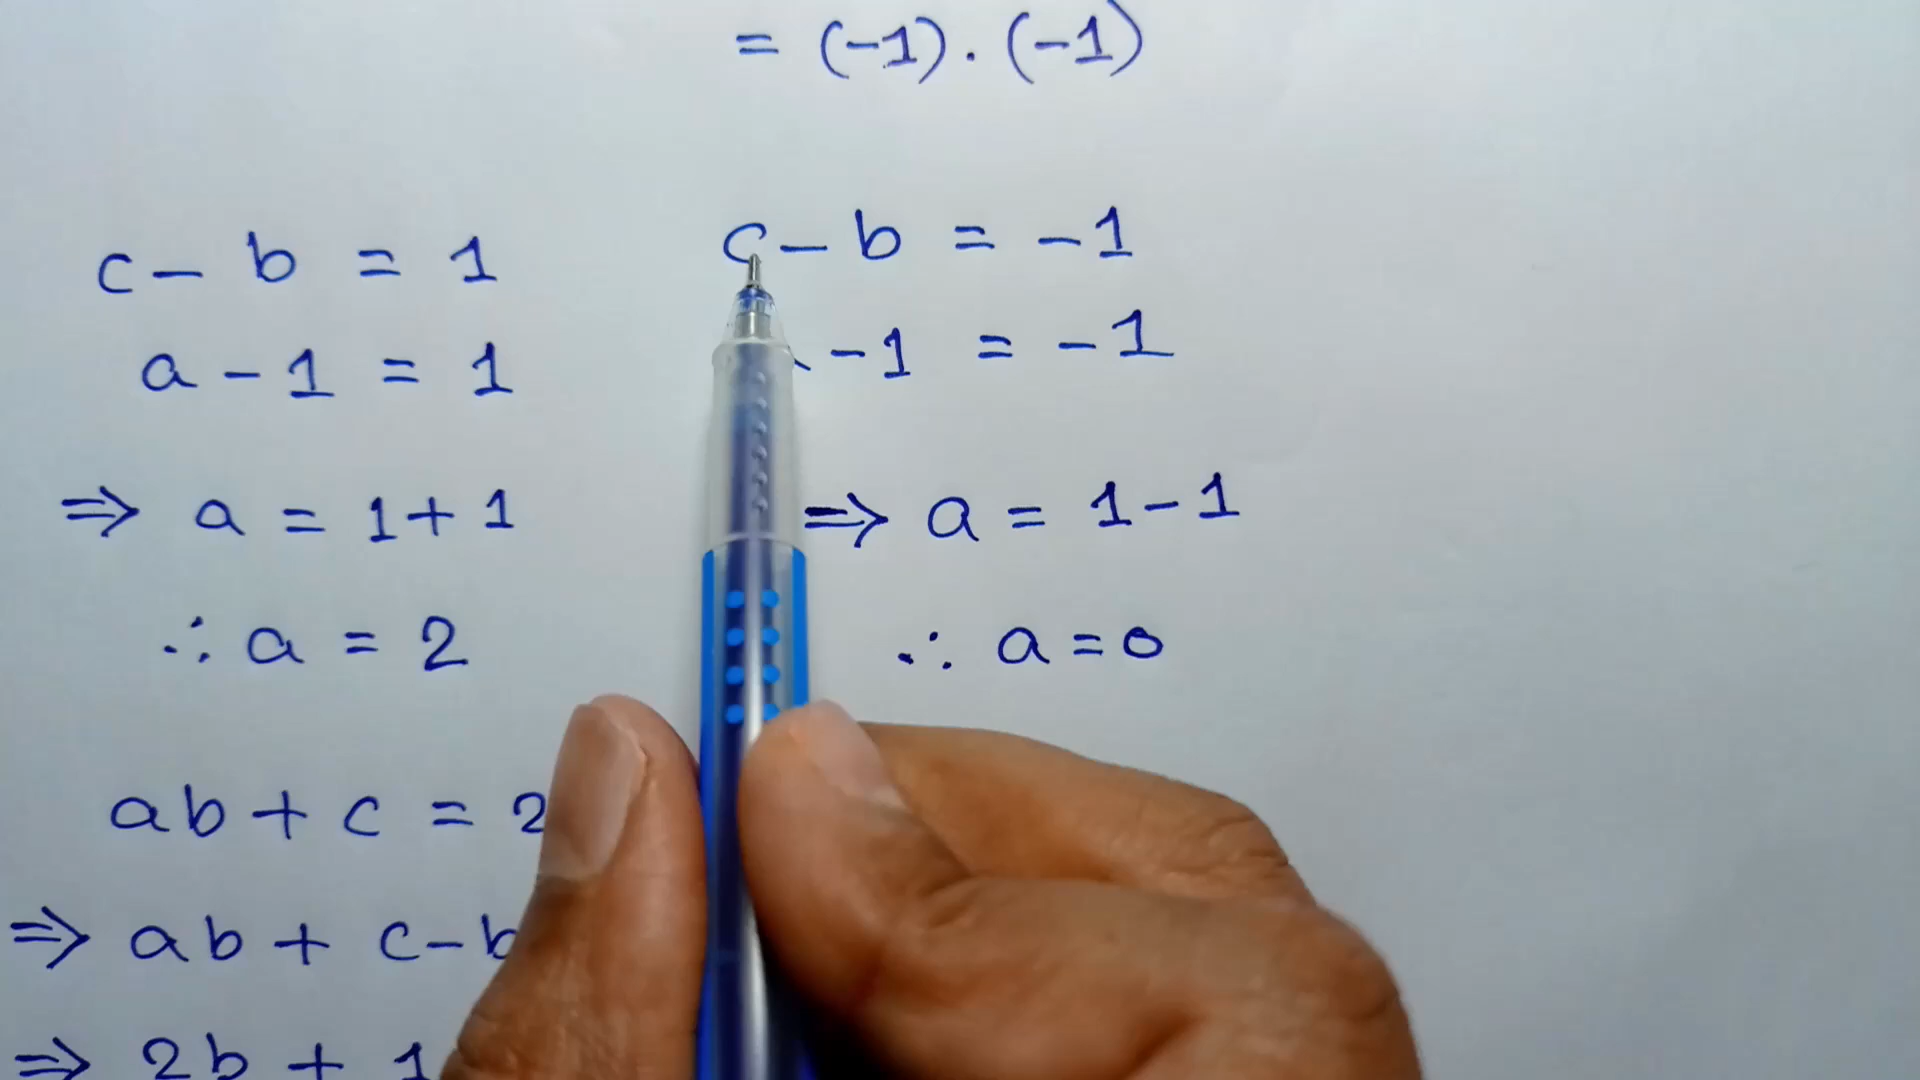 = (-1) . (-1)
c - b = 1
a - 1 = 1
⇒ a = 1 + 1
∴ a = 2
ab + c = 2
⇒ ab + c - b
⇒ 2b + 1
c - b = -1
- 1 = -1
⇒ a = 1 - 1
∴ a = 0